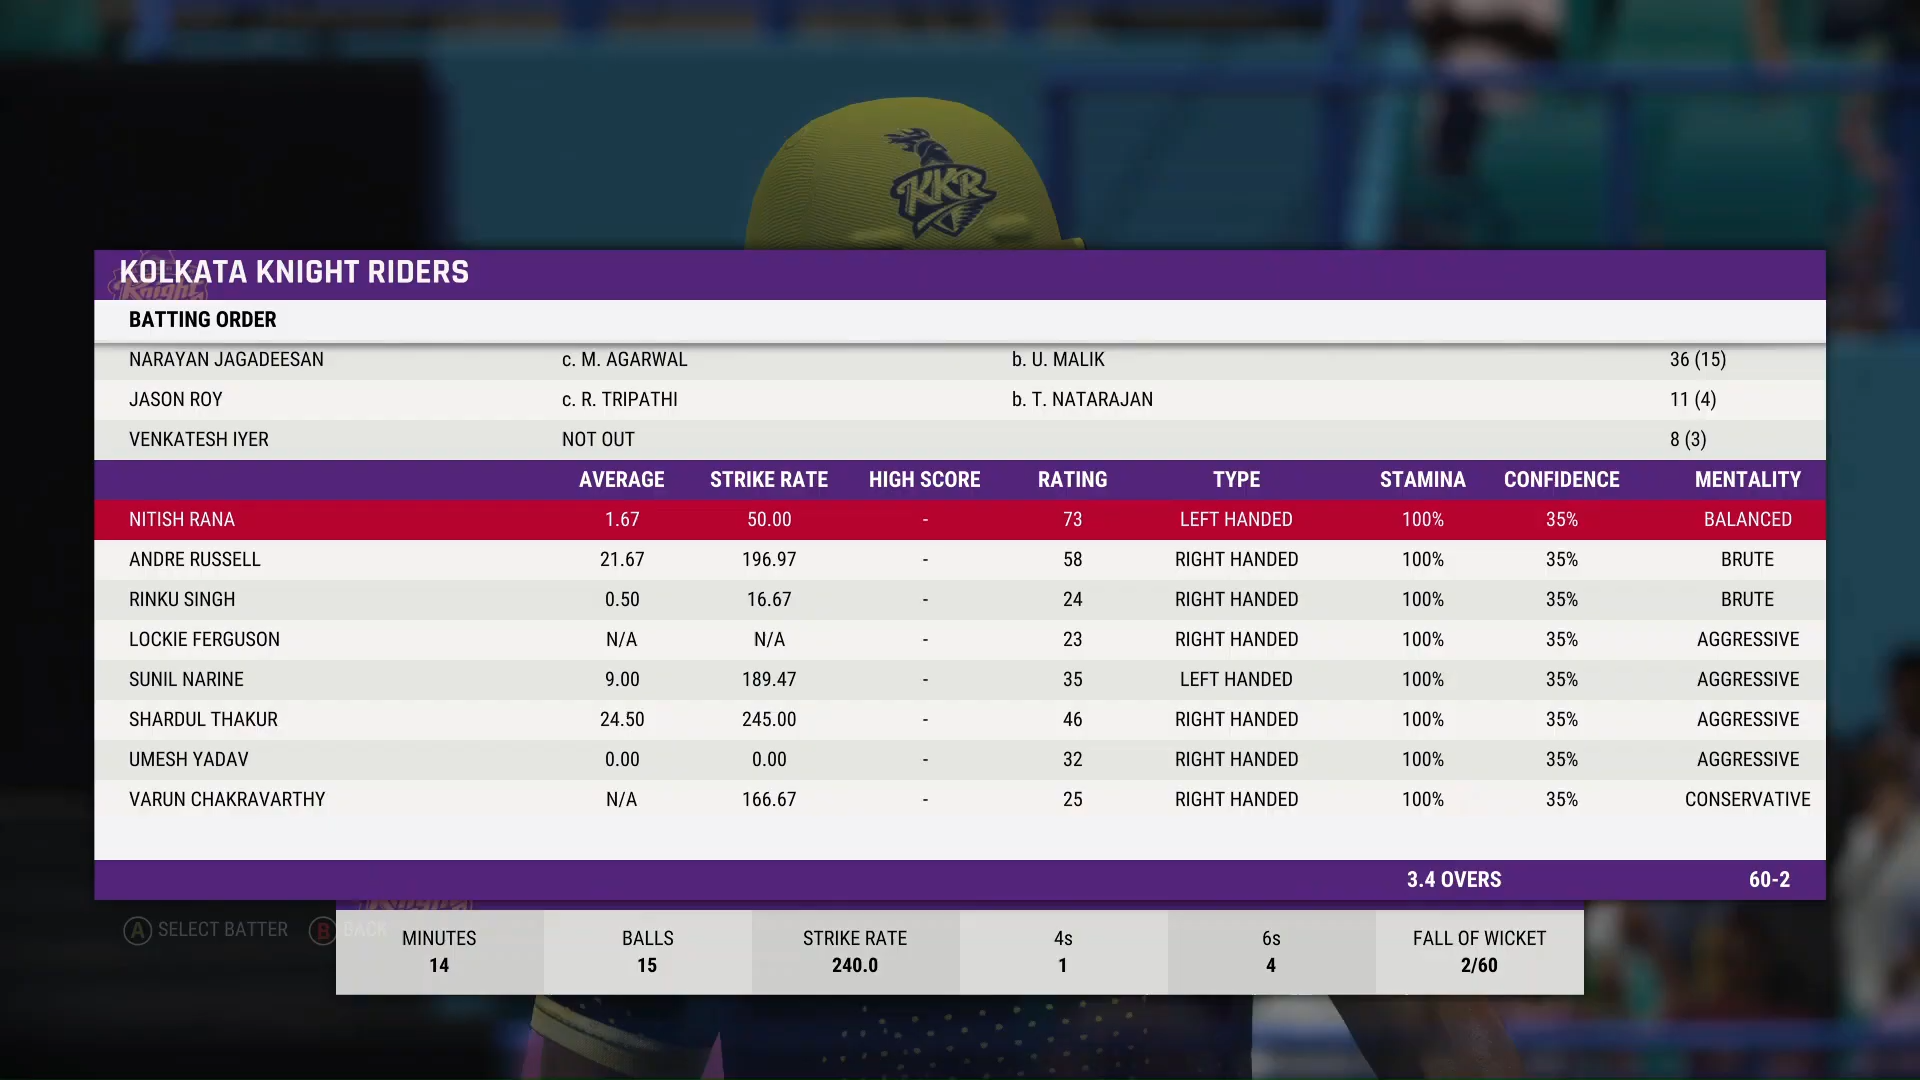 KKR
KOLKATA KNIGHT RIDERS
BATTING ORDER
NARAYAN JAGADEESAN c. M. AGARWAL b. U. MALIK 36 (15)
JASON ROY c. R. TRIPATHI b. T. NATARAJAN 11 (4)
VENKATESH IYER NOT OUT 8 (3)
AVERAGE STRIKE RATE HIGH SCORE RATING TYPE STAMINA CONFIDENCE MENTALITY
NITISH RANA 1.67 50.00 - 73 LEFT HANDED 100% 35% BALANCED
ANDRE RUSSELL 21.67 196.97 - 58 RIGHT HANDED 100% 35% BRUTE
RINKU SINGH 0.50 16.67 - 24 RIGHT HANDED 100% 35% BRUTE
LOCKIE FERGUSON N/A N/A - 23 RIGHT HANDED 100% 35% AGGRESSIVE
SUNIL NARINE 9.00 189.47 - 35 LEFT HANDED 100% 35% AGGRESSIVE
SHARDUL THAKUR 24.50 245.00 - 46 RIGHT HANDED 100% 35% AGGRESSIVE
UMESH YADAV 0.00 0.00 - 32 RIGHT HANDED 100% 35% AGGRESSIVE
VARUN CHAKRAVARTHY N/A 166.67 - 25 RIGHT HANDED 100% 35% CONSERVATIVE
3.4 OVERS 60-2
A SELECT BATTER B BACK
MINUTES BALLS STRIKE RATE 4s 6s FALL OF WICKET
14 15 240.0 1 4 2/60